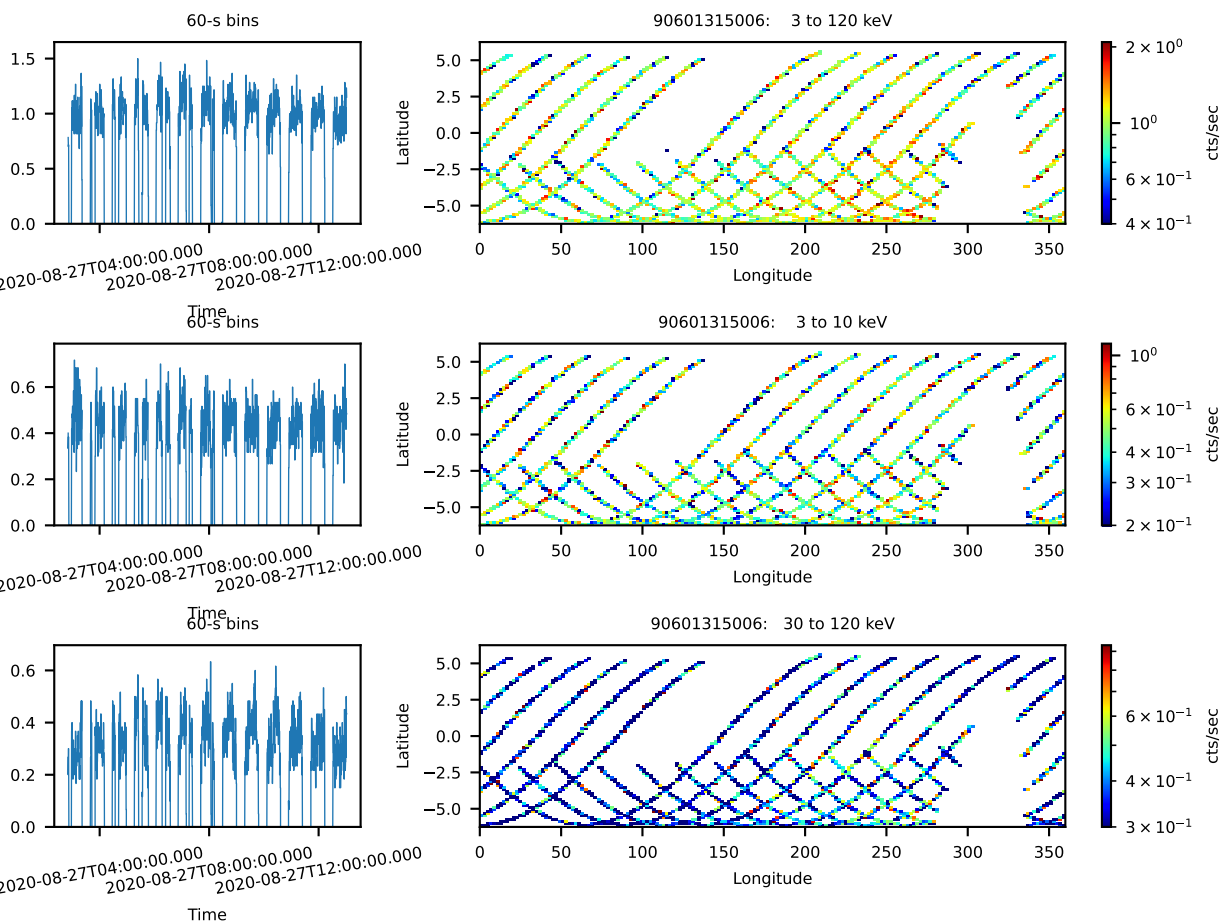 60-s bins
90601315006:    3 to 120 keV
1.5
1.0
0.5
0.0
2020-08-27T04:00:00.000
2020-08-27T08:00:00.000
2020-08-27T12:00:00.000
Time
Latitude
5.0
2.5
0.0
−2.5
−5.0
0 50 100 150 200 250 300 350
Longitude
2 × 10⁰
10⁰
6 × 10⁻¹
4 × 10⁻¹
cts/sec
60-s bins
90601315006:    3 to 10 keV
0.6
0.4
0.2
0.0
2020-08-27T04:00:00.000
2020-08-27T08:00:00.000
2020-08-27T12:00:00.000
Time
Latitude
5.0
2.5
0.0
−2.5
−5.0
0 50 100 150 200 250 300 350
Longitude
10⁰
6 × 10⁻¹
4 × 10⁻¹
3 × 10⁻¹
2 × 10⁻¹
cts/sec
60-s bins
90601315006:   30 to 120 keV
0.6
0.4
0.2
0.0
2020-08-27T04:00:00.000
2020-08-27T08:00:00.000
2020-08-27T12:00:00.000
Time
Latitude
5.0
2.5
0.0
−2.5
−5.0
0 50 100 150 200 250 300 350
Longitude
6 × 10⁻¹
4 × 10⁻¹
3 × 10⁻¹
cts/sec